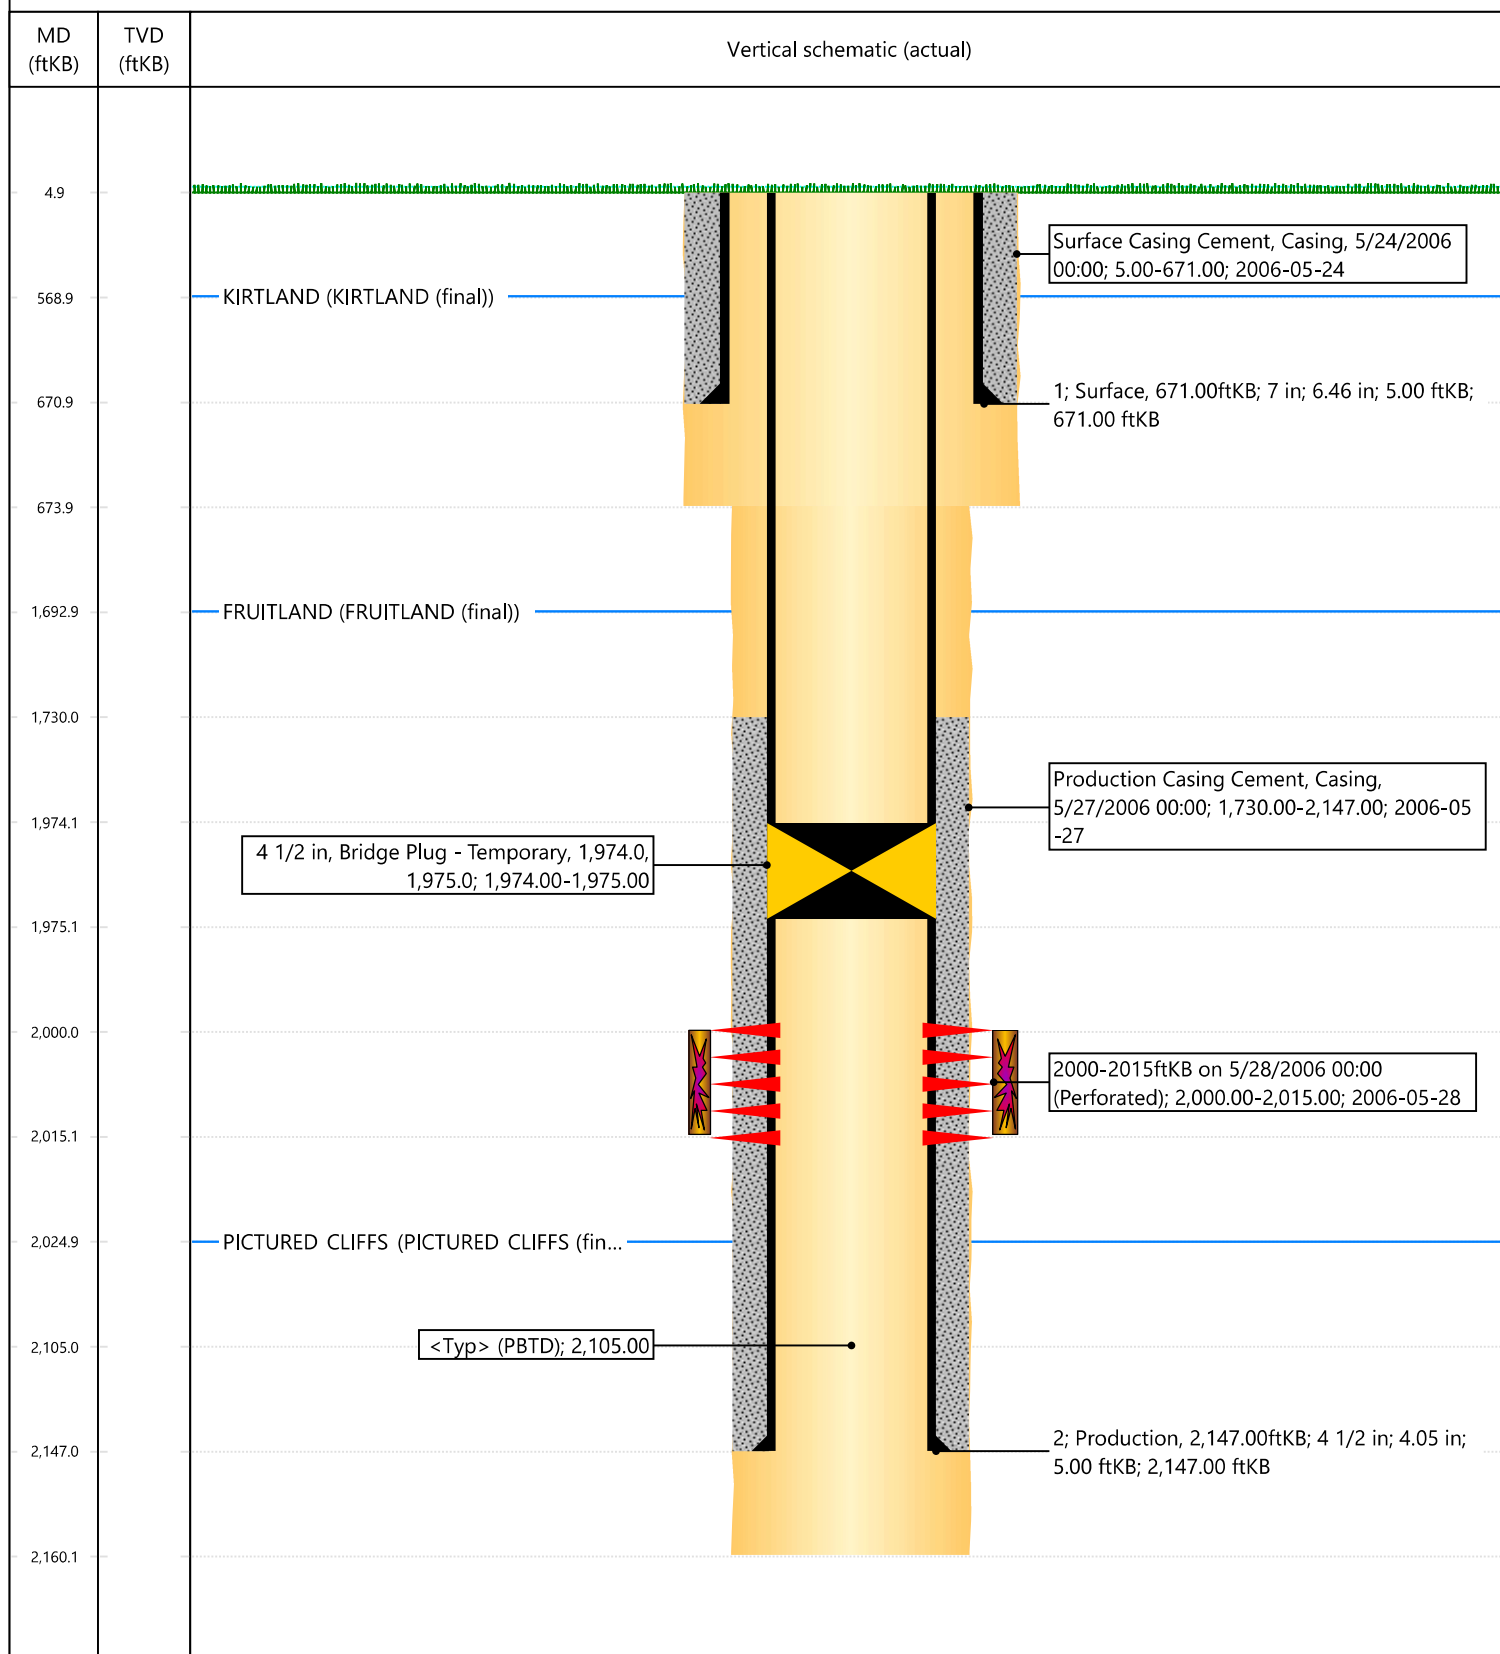 MD
(ftKB)
TVD
(ftKB)
Vertical schematic (actual)
4.9
Surface Casing Cement, Casing, 5/24/2006
00:00; 5.00-671.00; 2006-05-24
568.9
KIRTLAND (KIRTLAND (final))
670.9
1; Surface, 671.00ftKB; 7 in; 6.46 in; 5.00 ftKB;
671.00 ftKB
673.9
1,692.9
FRUITLAND (FRUITLAND (final))
1,730.0
Production Casing Cement, Casing,
5/27/2006 00:00; 1,730.00-2,147.00; 2006-05
-27
1,974.1
4 1/2 in, Bridge Plug - Temporary, 1,974.0,
1,975.0; 1,974.00-1,975.00
1,975.1
2,000.0
2000-2015ftKB on 5/28/2006 00:00
(Perforated); 2,000.00-2,015.00; 2006-05-28
2,015.1
2,024.9
PICTURED CLIFFS (PICTURED CLIFFS (fin...
2,105.0
<Typ> (PBTD); 2,105.00
2,147.0
2; Production, 2,147.00ftKB; 4 1/2 in; 4.05 in;
5.00 ftKB; 2,147.00 ftKB
2,160.1